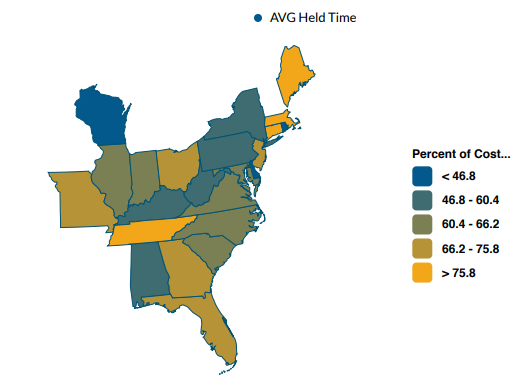 AVG Held Time
Percent of Cost...
< 46.8
46.8 - 60.4
60.4 - 66.2
66.2 - 75.8
> 75.8